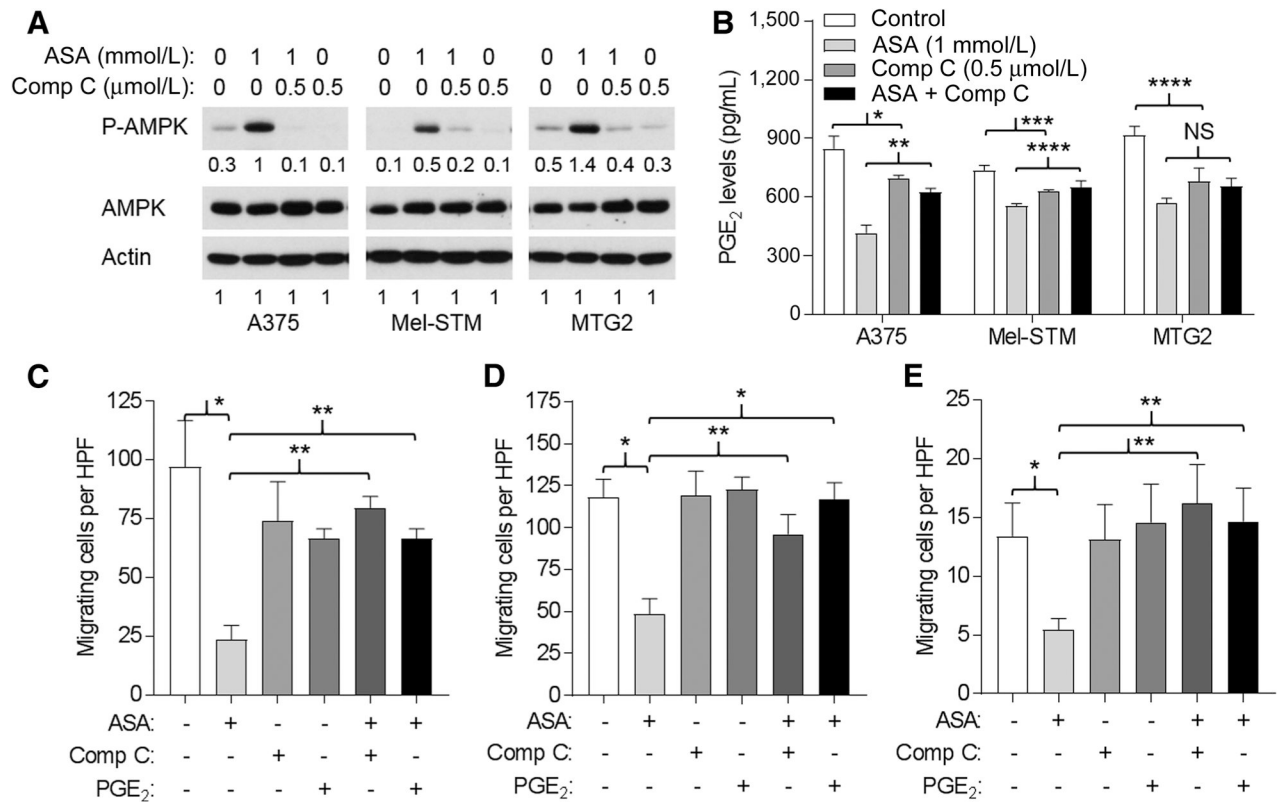 A
ASA (mmol/L): 0 1 1 0 0 1 1 0 0 1 1 0
Comp C (μmol/L): 0 0 0.5 0.5 0 0 0.5 0.5 0 0 0.5 0.5
P-AMPK
0.3 1 0.1 0.1 0.1 0.5 0.2 0.1 0.5 1.4 0.4 0.3
AMPK
Actin
1 1 1 1 1 1 1 1 1 1 1 1
A375 Mel-STM MTG2
B
PGE2 levels (pg/mL)
1,500
1,200
900
600
300
0
Control
ASA (1 mmol/L)
Comp C (0.5 μmol/L)
ASA + Comp C
* *** ****
** **** NS
A375 Mel-STM MTG2
C
Migrating cells per HPF
125
100
75
50
25
0
* **
**
ASA: - + - - + +
Comp C: - - + - + -
PGE2: - - - + - +
D
Migrating cells per HPF
175
150
125
100
75
50
25
0
*
* **
ASA: - + - - + +
Comp C: - - + - + -
PGE2: - - - + - +
E
Migrating cells per HPF
25
20
15
10
5
0
**
**
*
ASA: - + - - + +
Comp C: - - + - + -
PGE2: - - - + - +